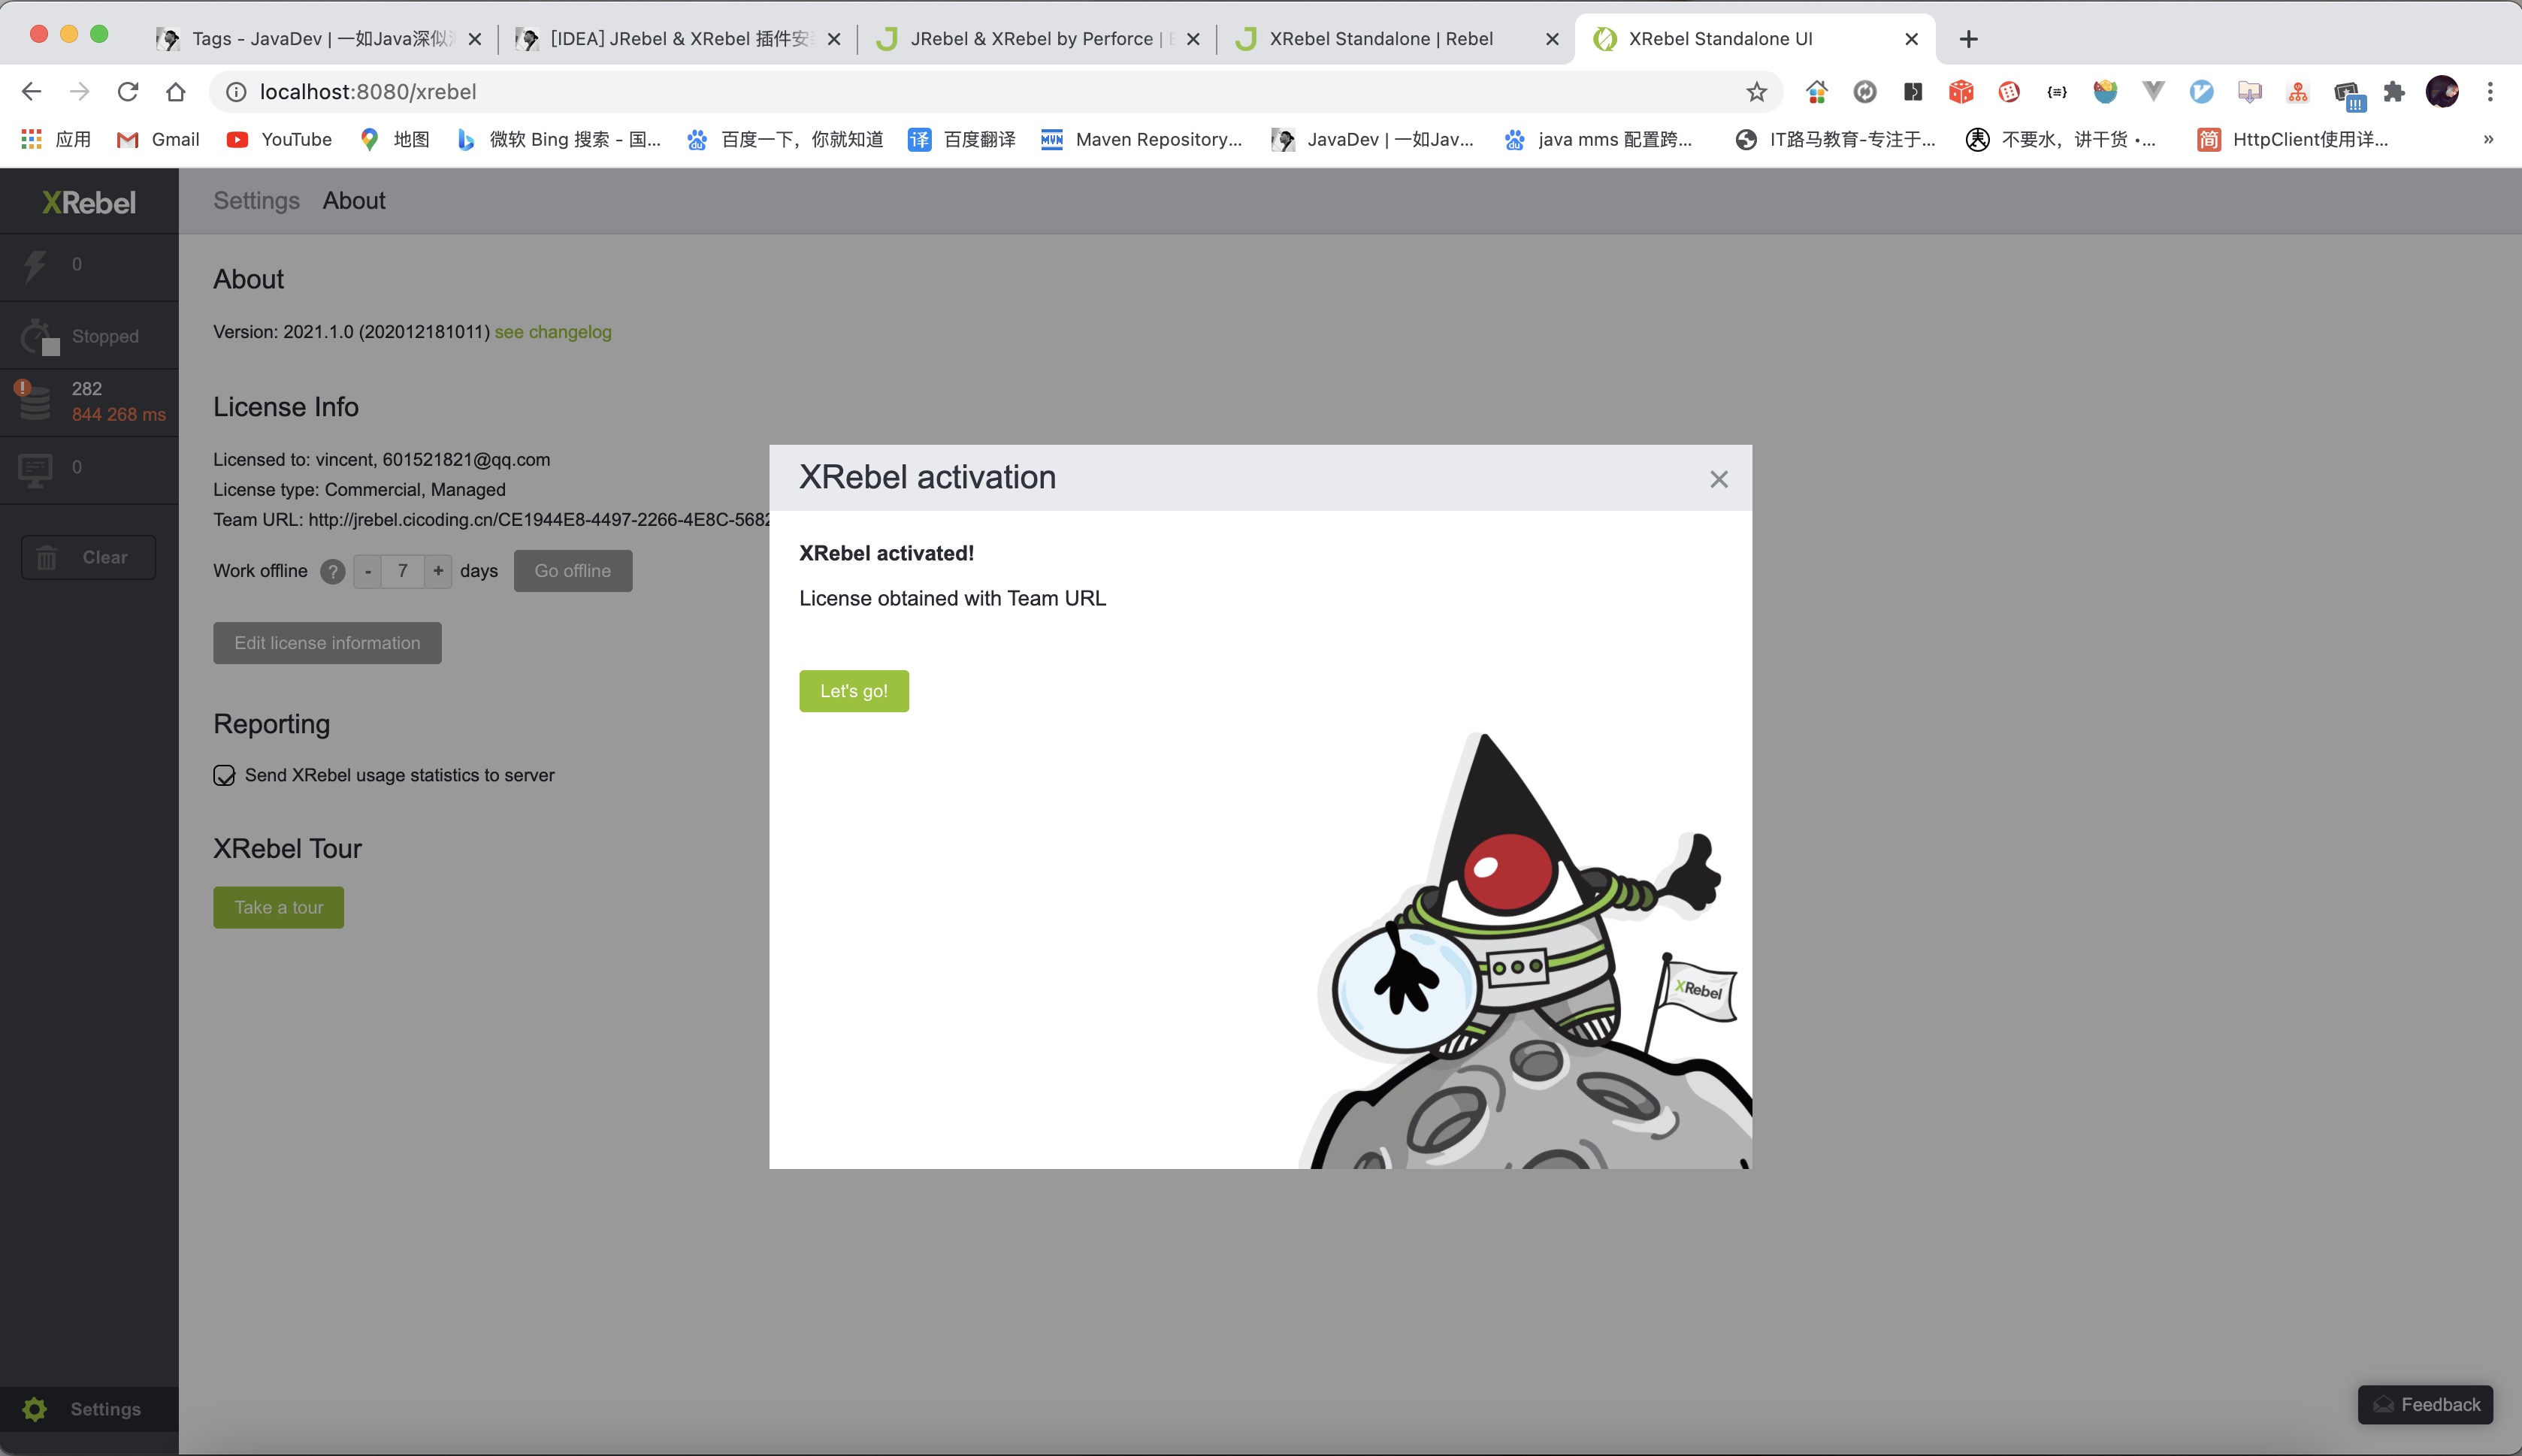 Tags - JavaDev | 一如Java深似
[IDEA] JRebel & XRebel 插件安
JRebel & XRebel by Perforce |
XRebel Standalone | Rebel
XRebel Standalone UI
localhost:8080/xrebel
应用
Gmail
YouTube
地图
微软 Bing 搜索 - 国...
百度一下，你就知道
译 百度翻译
MVN Maven Repository...
JavaDev | 一如Jav...
java mms 配置跨...
IT路马教育-专注于...
不要水，讲干货 •...
简 HttpClient使用详...
»
XRebel
Settings
About
0
Stopped
282
844 268 ms
0
Clear
About
Version: 2021.1.0 (202012181011) see changelog
License Info
Licensed to: vincent, 601521821@qq.com
License type: Commercial, Managed
Team URL: http://jrebel.cicoding.cn/CE1944E8-4497-2266-4E8C-5682
Work offline ? - 7 + days Go offline
Edit license information
Reporting
Send XRebel usage statistics to server
XRebel Tour
Take a tour
XRebel activation
XRebel activated!
License obtained with Team URL
Let's go!
XRebel
Settings
Feedback